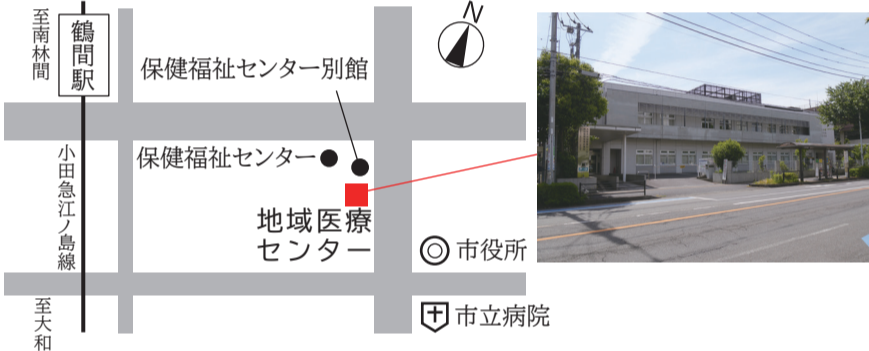 至南林間
鶴間駅
N
保健福祉センター別館
保健福祉センター
小田急江ノ島線
地域医療
センター
市役所
至大和
市立病院